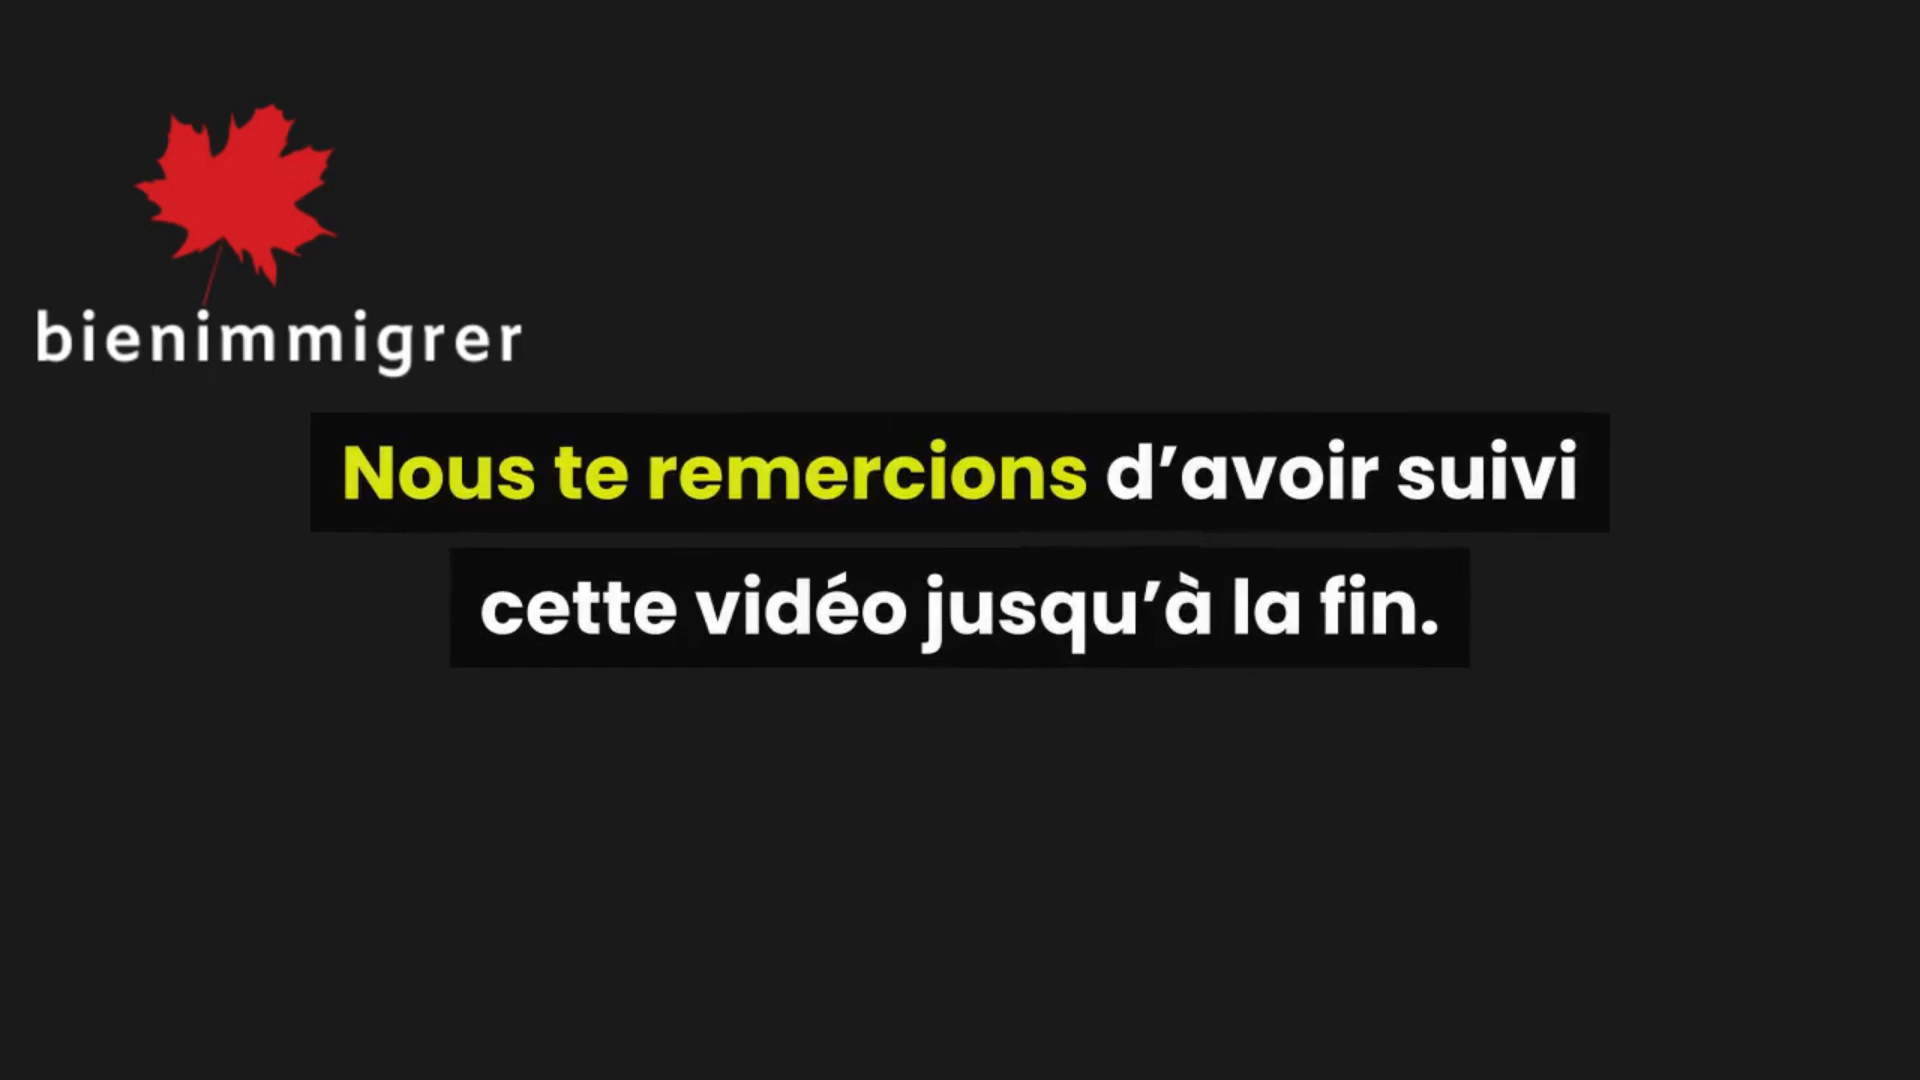 bienimmigrer
Nous te remercions d’avoir suivi
cette vidéo jusqu’à la fin.